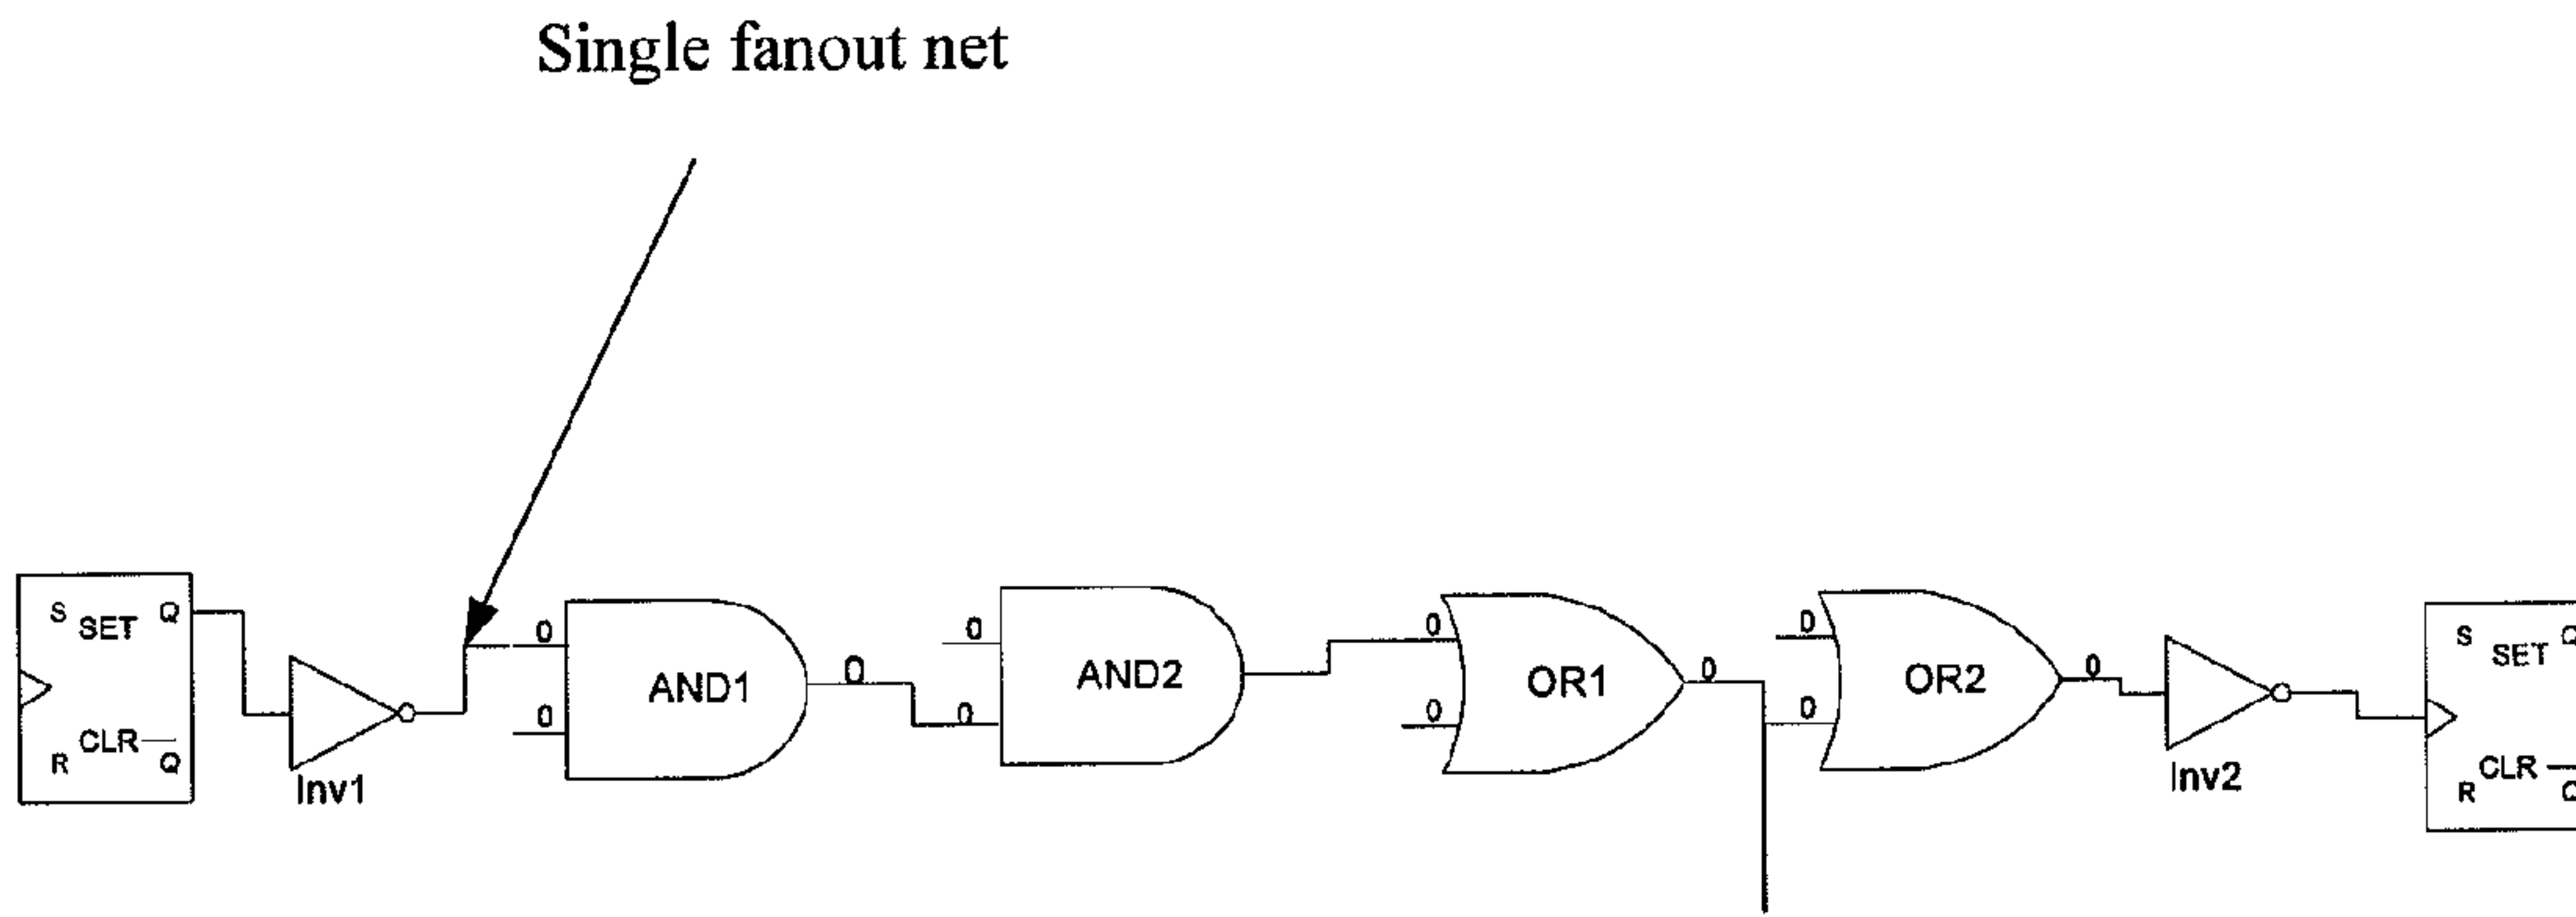 Single fanout net
S SET Q
R CLR Q
Inv1
0
0
AND1
0
0
0
AND2
0
0
OR1
0
0
0
OR2
0
Inv2
S SET Q
R CLR Q